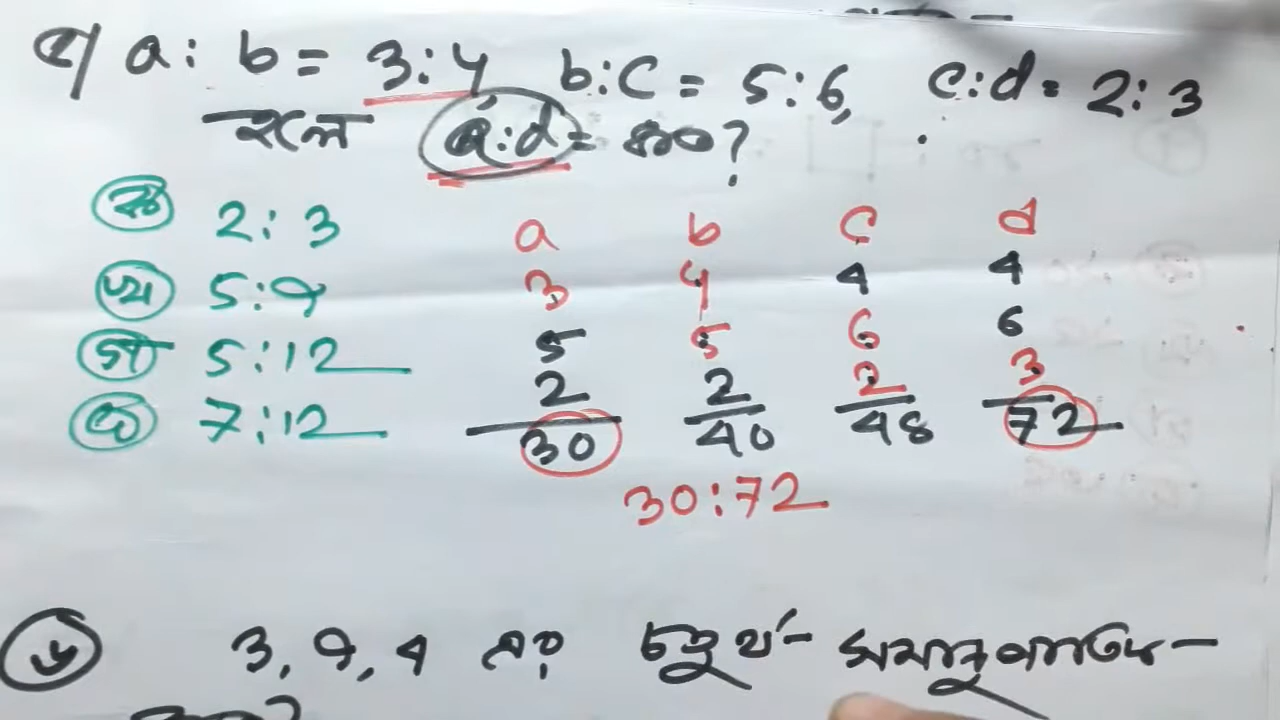 ৫) a: b = 3:4 b:c = 5:6, c:d = 2:3
হলে a:d = কত?
ক 2:3
খ 5:9
গ 5:12
ঘ 7:12
a b c d
3 4 4 4
5 5 6 6
2 2 2 3
30 40 48 72
30:72
৬ 3, 9, 4 এর চতুর্থ সমানুপাতিক
কত?